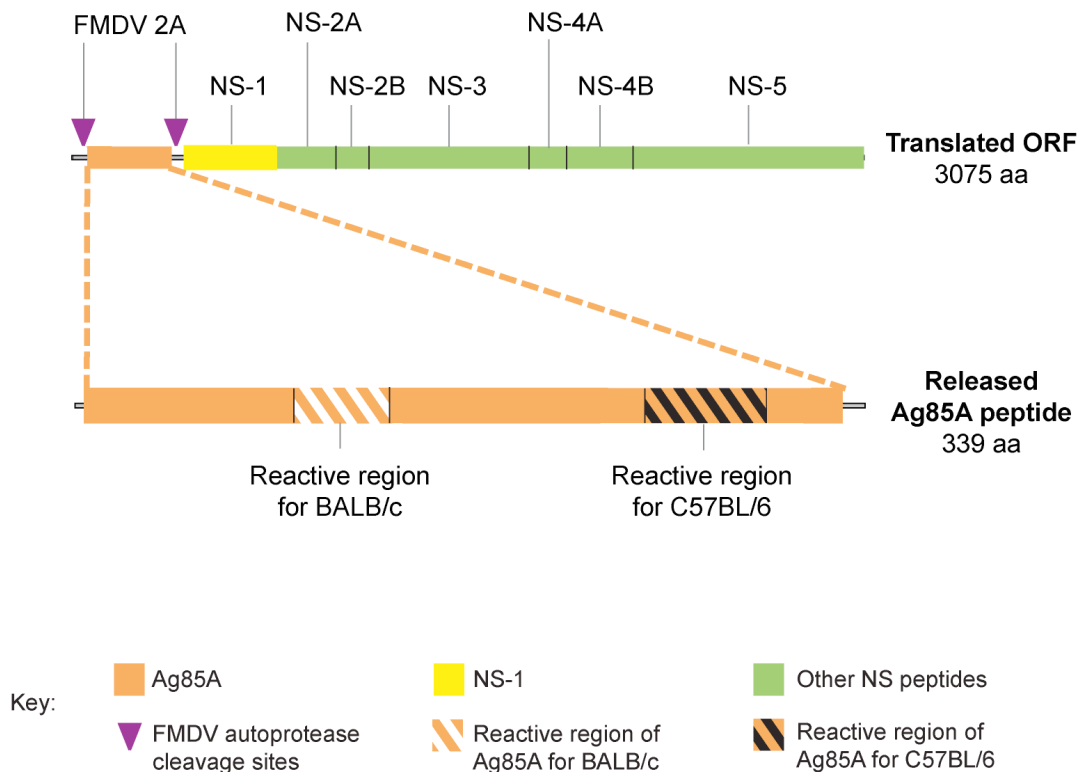 FMDV 2A
NS-2A
NS-4A
NS-1
NS-2B
NS-3
NS-4B
NS-5
Translated ORF
3075 aa
Released
Ag85A peptide
339 aa
Reactive region
for BALB/c
Reactive region
for C57BL/6
Key:
Ag85A
NS-1
Other NS peptides
FMDV autoprotease
cleavage sites
Reactive region of
Ag85A for BALB/c
Reactive region of
Ag85A for C57BL/6